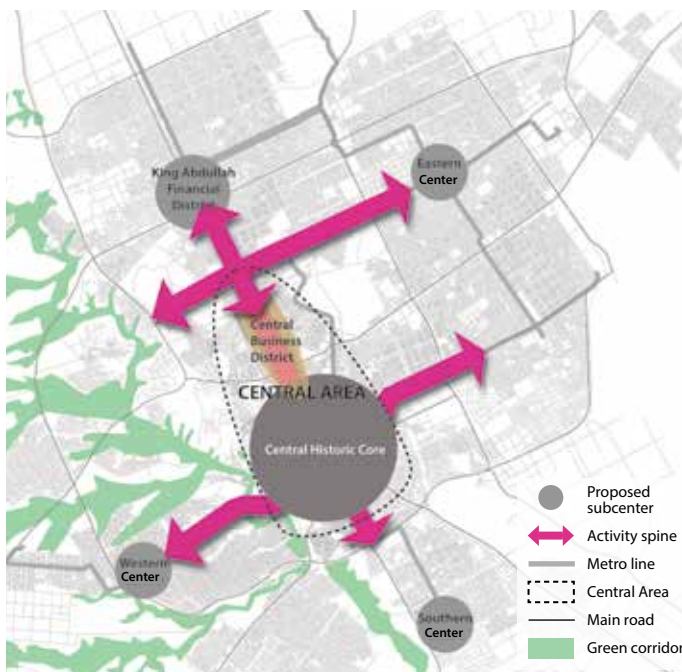 King Abdullah
Financial
District
Eastern
Center
Central
Business
District
CENTRAL AREA
Central Historic Core
Western
Center
Southern
Center
Proposed
subcenter
Activity spine
Metro line
Central Area
Main road
Green corridor